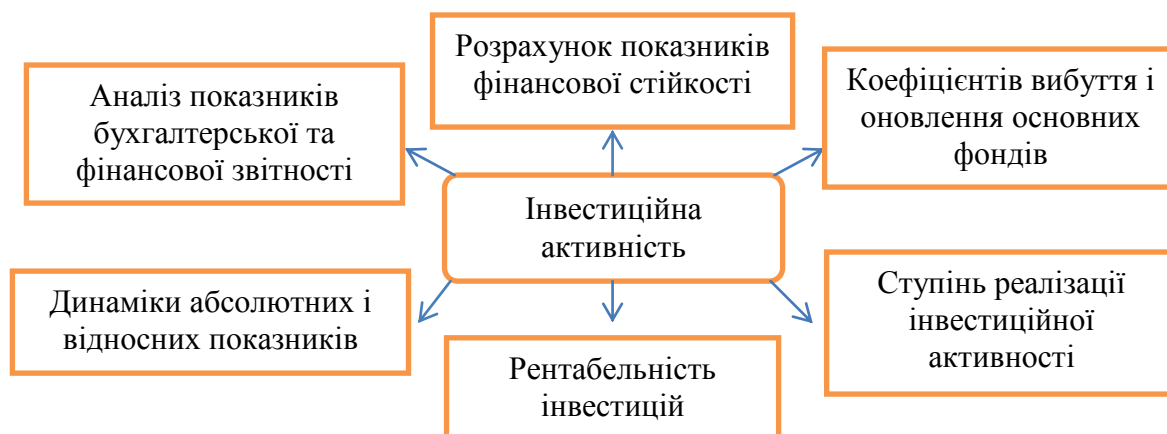 Розрахунок показників
фінансової стійкості
Аналіз показників
бухгалтерської та
фінансової звітності
Коефіцієнтів вибуття і
оновлення основних
фондів
Інвестиційна
активність
Динаміки абсолютних і
відносних показників
Рентабельність
інвестицій
Ступінь реалізації
інвестиційної
активності